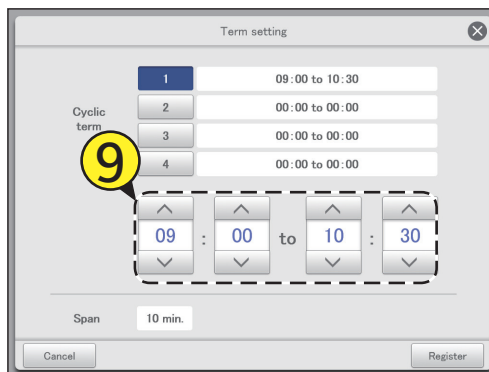 Term setting
Cyclic
term
1 09:00 to 10:30
2 00:00 to 00:00
3 00:00 to 00:00
4 00:00 to 00:00
9
09 : 00 to 10 : 30
Span 10 min.
Cancel Register